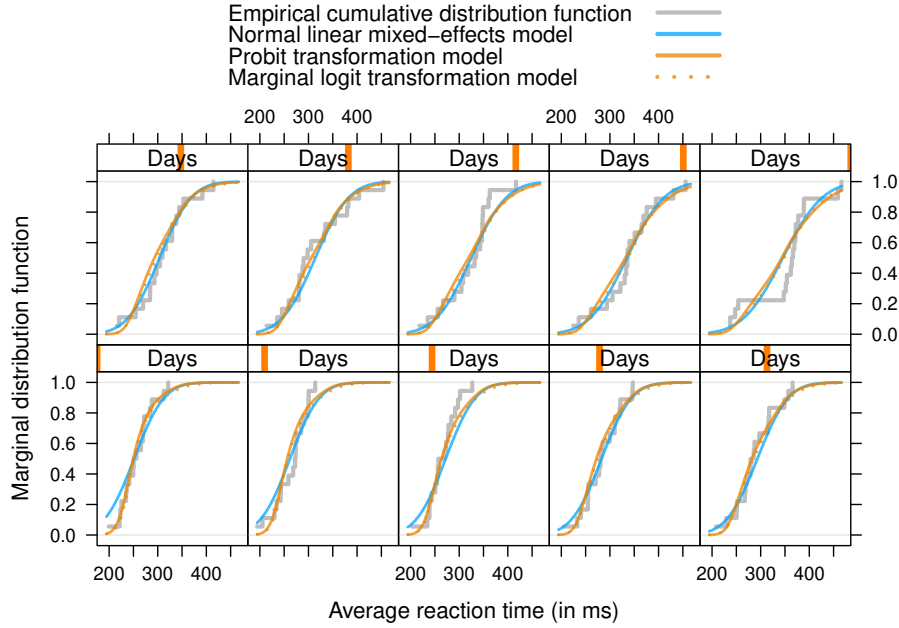 Empirical cumulative distribution function
Normal linear mixed−effects model
Probit transformation model
Marginal logit transformation model
200 300 400 200 300 400
Days Days Days Days Days
1.0
0.8
0.6
0.4
0.2
0.0
Days Days Days Days Days
1.0
0.8
0.6
0.4
0.2
0.0
200 300 400 200 300 400 200 300 400
Average reaction time (in ms)
Marginal distribution function